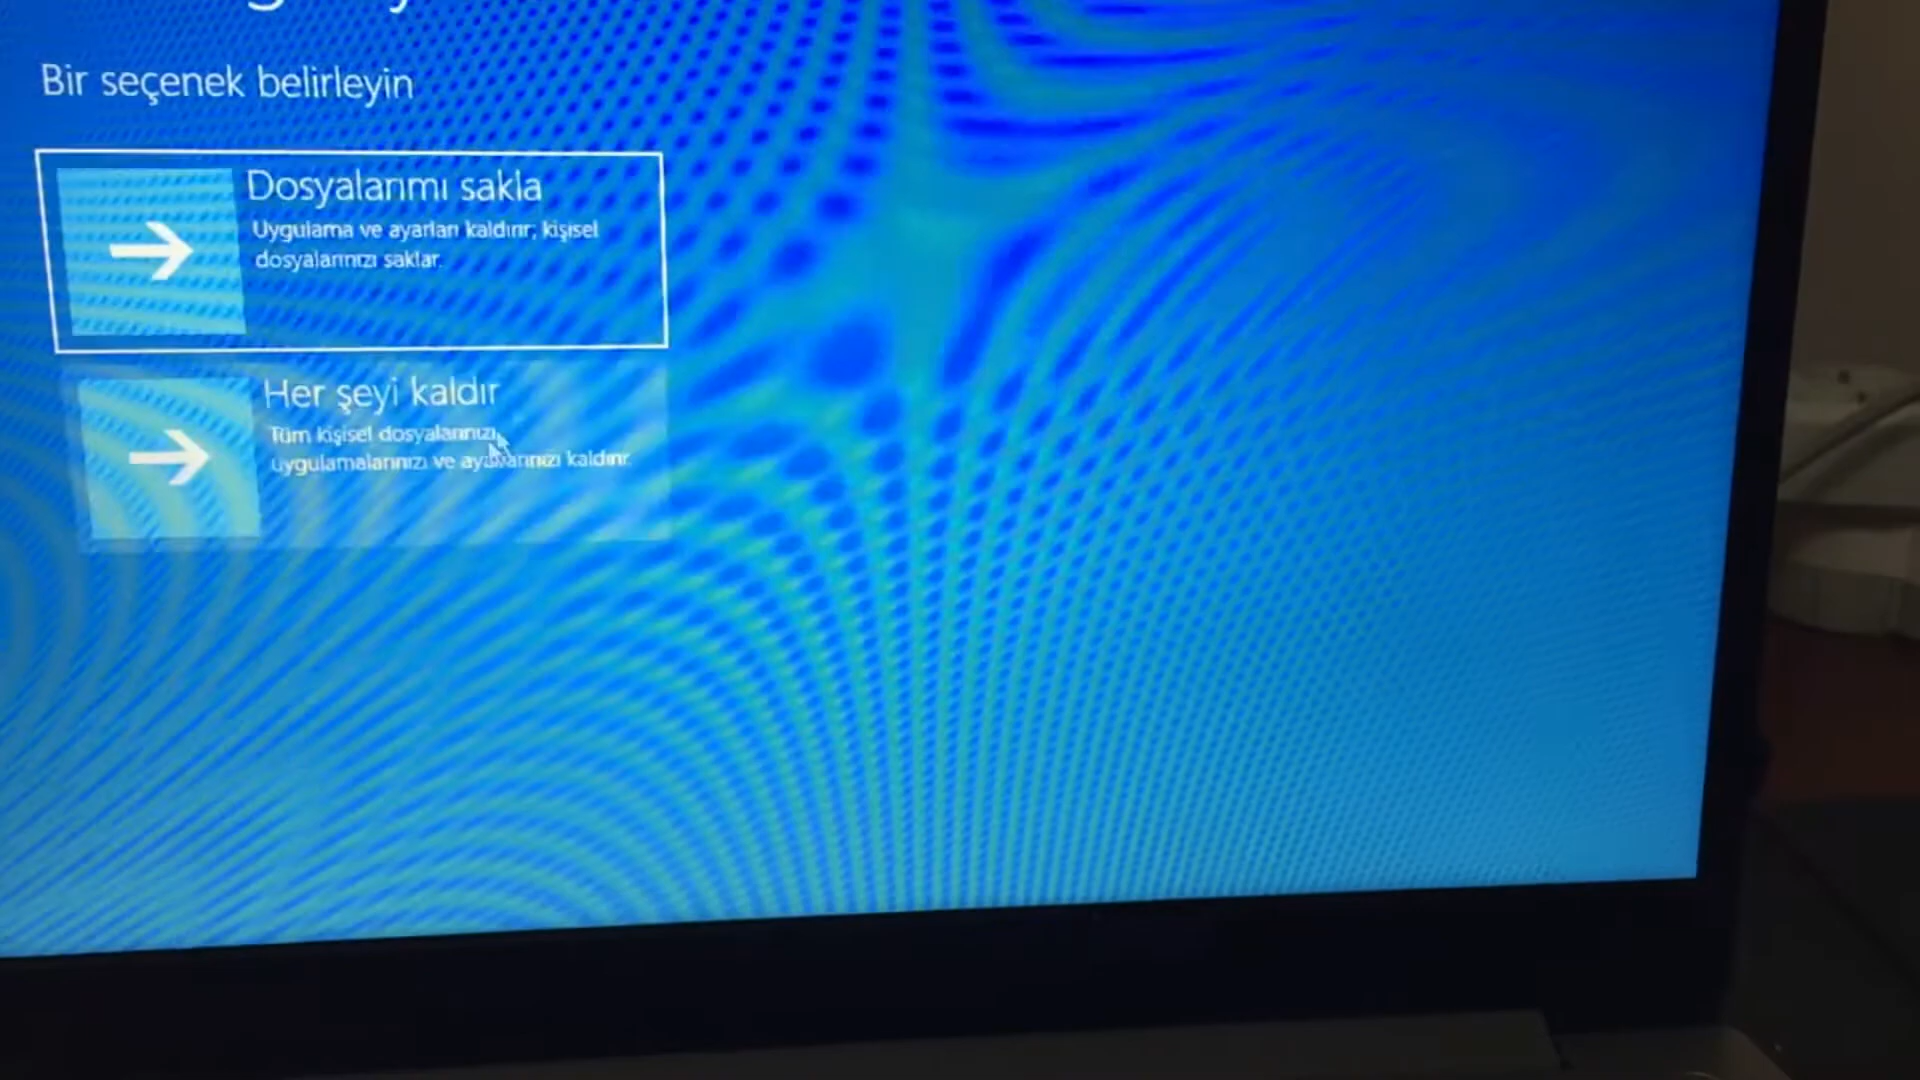 Bir seçenek belirleyin
Dosyalarımı sakla
Uygulama ve ayarları kaldırır, kişisel
dosyalarınızı saklar.
Her şeyi kaldır
Tüm kişisel dosyalarınızı,
uygulamalarınızı ve ayarlarınızı kaldırır.